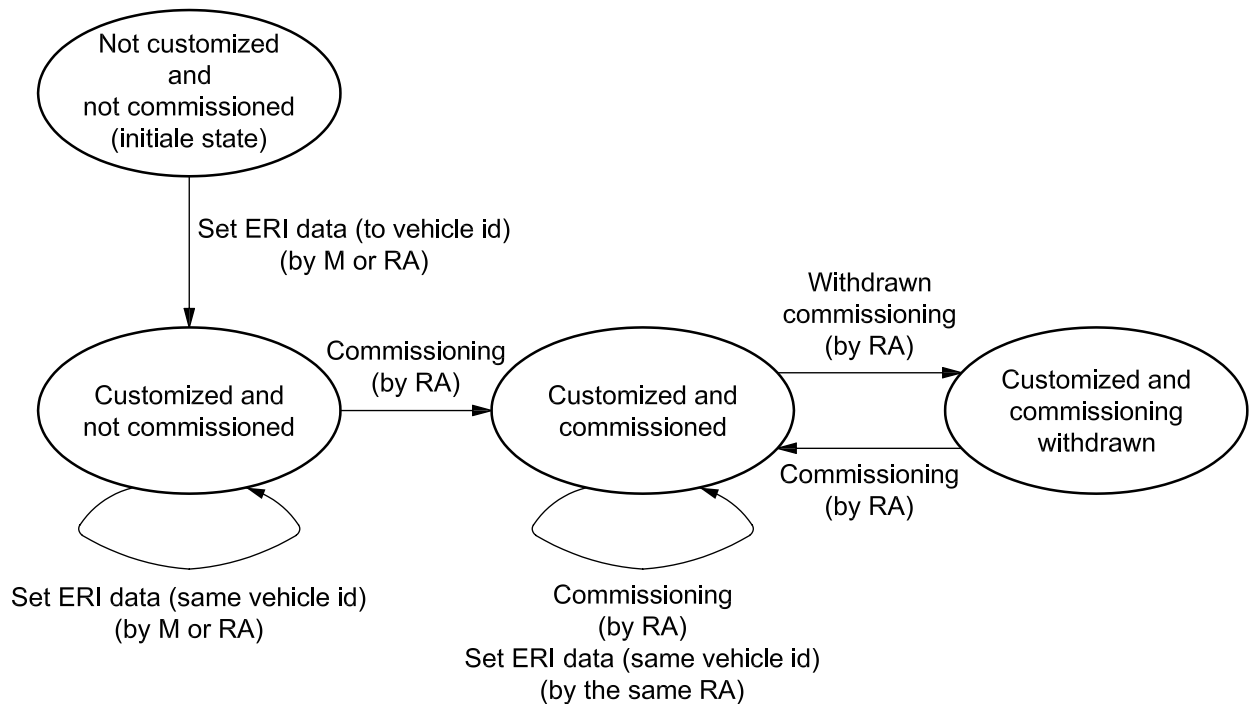 Not customized
and
not commissioned
(initiale state)
Set ERI data (to vehicle id)
(by M or RA)
Withdrawn
commissioning
(by RA)
Commissioning
(by RA)
Customized and
not commissioned
Customized and
commissioned
Customized and
commissioning
withdrawn
Commissioning
(by RA)
Set ERI data (same vehicle id)
(by M or RA)
Commissioning
(by RA)
Set ERI data (same vehicle id)
(by the same RA)